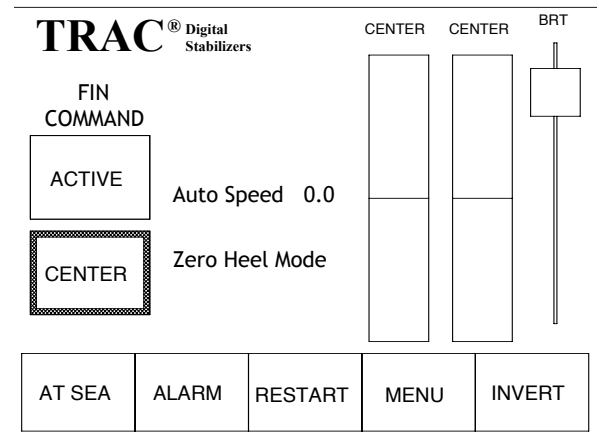 TRAC® Digital
Stabilizers
CENTER CENTER BRT
FIN
COMMAND
ACTIVE
Auto Speed 0.0
CENTER
Zero Heel Mode
AT SEA ALARM RESTART MENU INVERT